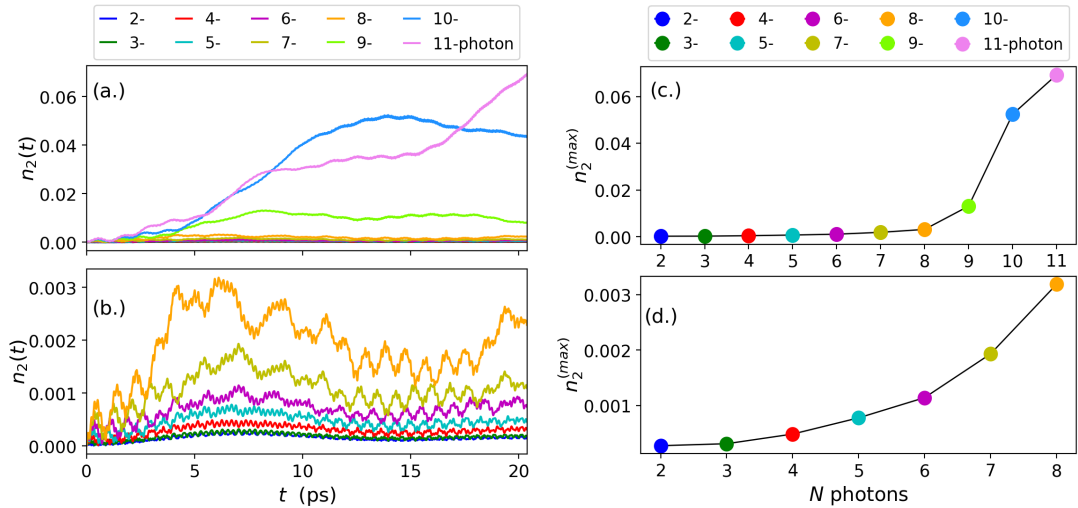 2- 4- 6- 8- 10-
3- 5- 7- 9- 11-photon
(a.)
n₂(t)
0.06
0.04
0.02
0.00
(b.)
n₂(t)
0.003
0.002
0.001
0.000
0 5 10 15 20
t (ps)
2- 4- 6- 8- 10-
3- 5- 7- 9- 11-photon
(c.)
n₂^(max)
0.06
0.04
0.02
0.00
2 3 4 5 6 7 8 9 10 11
(d.)
n₂^(max)
0.003
0.002
0.001
2 3 4 5 6 7 8
N photons